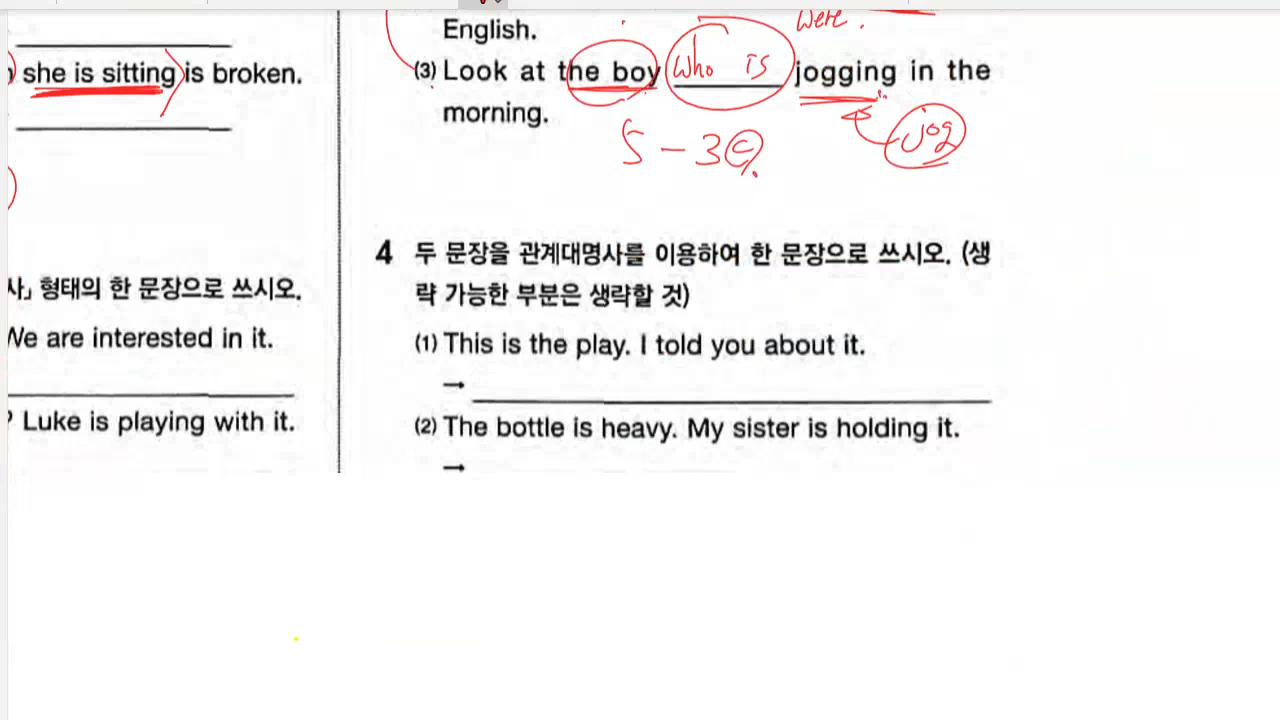 she is sitting is broken.
사」 형태의 한 문장으로 쓰시오.
We are interested in it.
? Luke is playing with it.
were.
English.
(3) Look at the boy who is jogging in the
morning.
jog
5-3ⓒ
4 두 문장을 관계대명사를 이용하여 한 문장으로 쓰시오. (생
략 가능한 부분은 생략할 것)
(1) This is the play. I told you about it.
→
(2) The bottle is heavy. My sister is holding it.
→